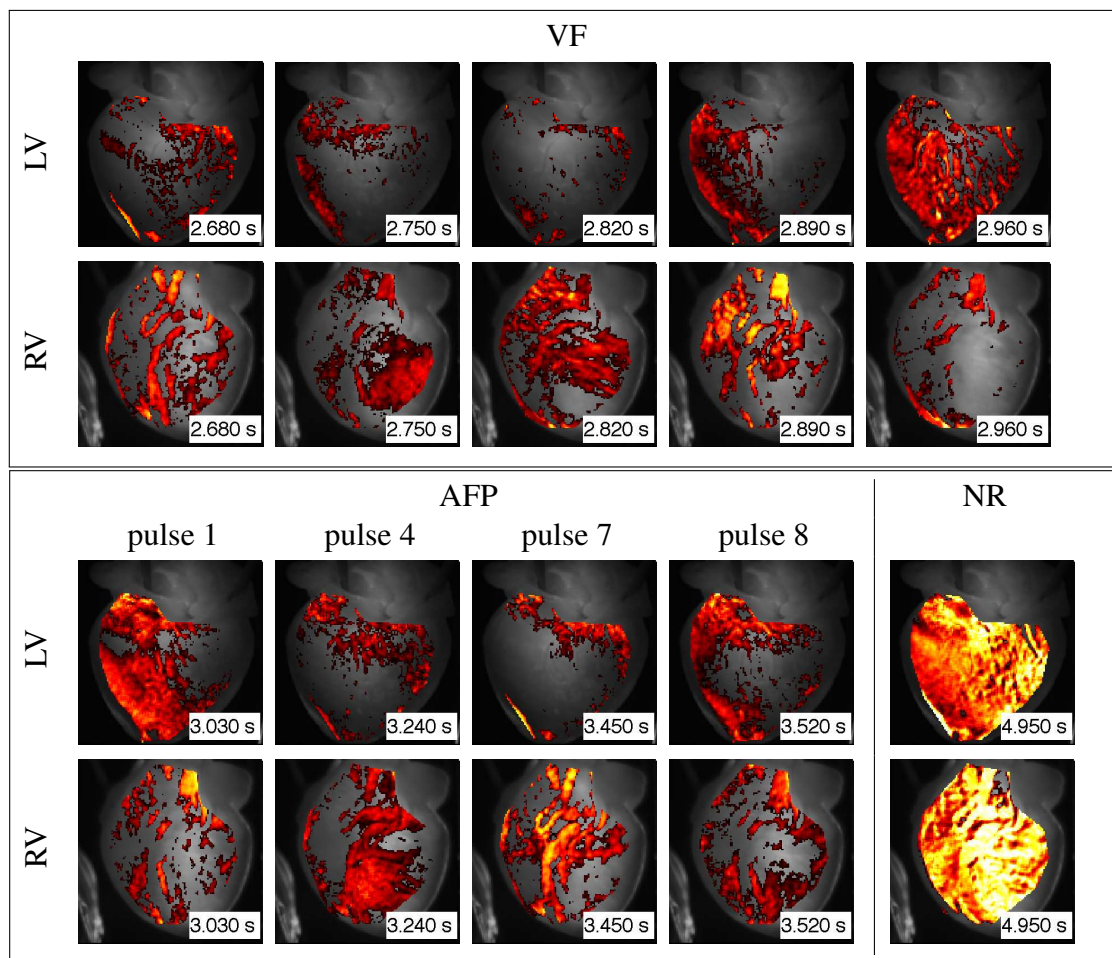 VF
LV
2.680 s 2.750 s 2.820 s 2.890 s 2.960 s
RV
2.680 s 2.750 s 2.820 s 2.890 s 2.960 s
AFP NR
pulse 1 pulse 4 pulse 7 pulse 8
LV
3.030 s 3.240 s 3.450 s 3.520 s 4.950 s
RV
3.030 s 3.240 s 3.450 s 3.520 s 4.950 s